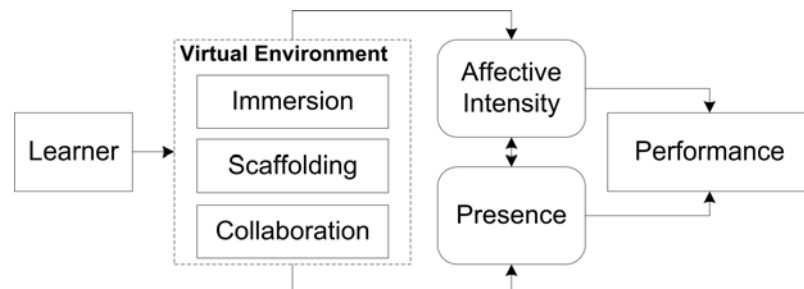 Virtual Environment
Learner
Immersion
Scaffolding
Collaboration
Affective
Intensity
Presence
Performance